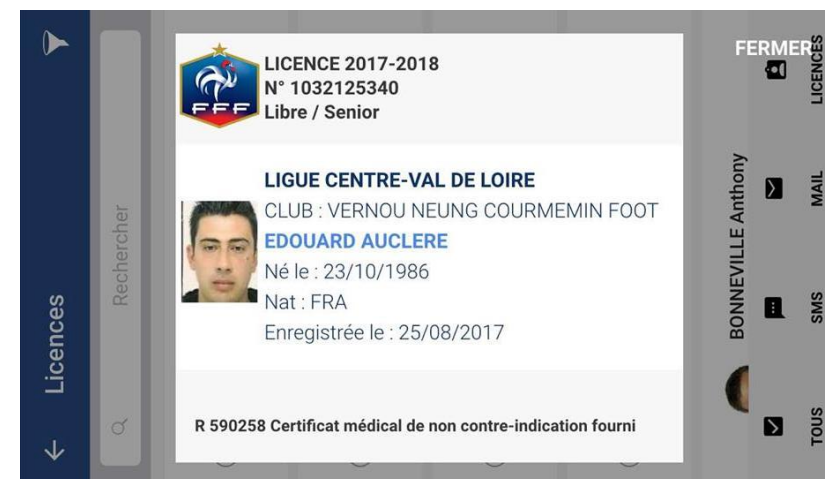 LICENCE 2017-2018
N° 1032125340
Libre / Senior
FFF
LIGUE CENTRE-VAL DE LOIRE
CLUB : VERNOU NEUNG COURMEMIN FOOT
EDOUARD AUCLERE
Né le : 23/10/1986
Nat : FRA
Enregistrée le : 25/08/2017
R 590258 Certificat médical de non contre-indication fourni
FERMER
Licences
Rechercher
BONNEVILLE Anthony
LICENCES
MAIL
SMS
TOUS